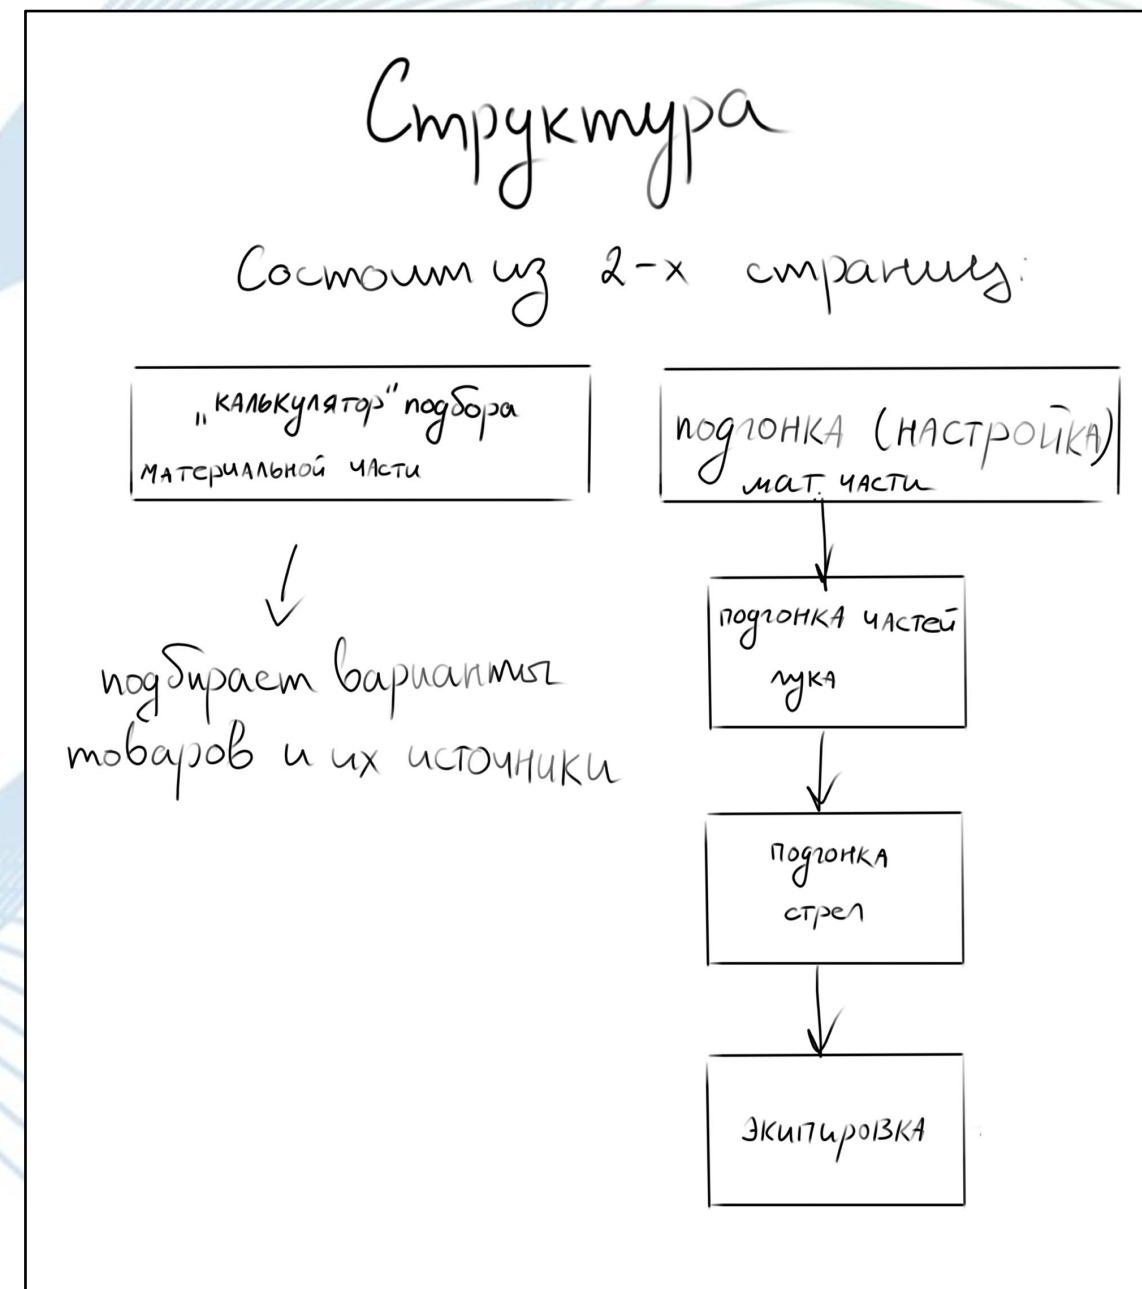 Структура
Состоит из 2-х страниц:
„калькулятор“ подбора
материальной части
подбирает варианты
товаров и их источники
подгонка (настройка)
мат. части
подгонка частей
лука
подгонка
стрел
экипировка